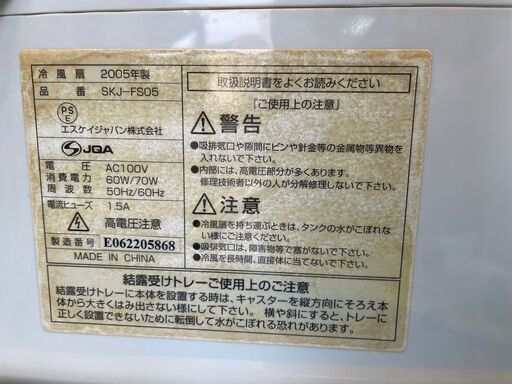 冷風扇 2005年製
品番 SKJ-FS05
PS
E
エスケイジャパン株式会社
JQA
電圧 AC100V
消費電力 60W/70W
周波数 50Hz/60Hz
電流ヒューズ 1.5A
高電圧注意
製造番号 E062205868
MADE IN CHINA
取扱説明書をよくお読みください
『ご使用上の注意』
警告
●吸排気口や隙間にピンや針金等の金属物等異物を
入れないで下さい。
●内部には、高電圧部分が多くあります。
修理技術者以外の人が分解修理しないで下さい。
注意
●冷風扇を持ち運ぶときは、タンクの水がこぼれな
い様にご注意ください。
●吸排気口は、障害物等で塞がないで下さい。
●冷風を長時間、直接体に当てないで下さい。
結露受けトレーご使用上のご注意
結露受けトレーに本体を設置する時は、キャスターを縦方向にそろえ本
体から大きくはみ出さない様にして下さい。横や斜にすると、トレーに
正しく設置できないために転倒して水がこぼれる恐れがあります。